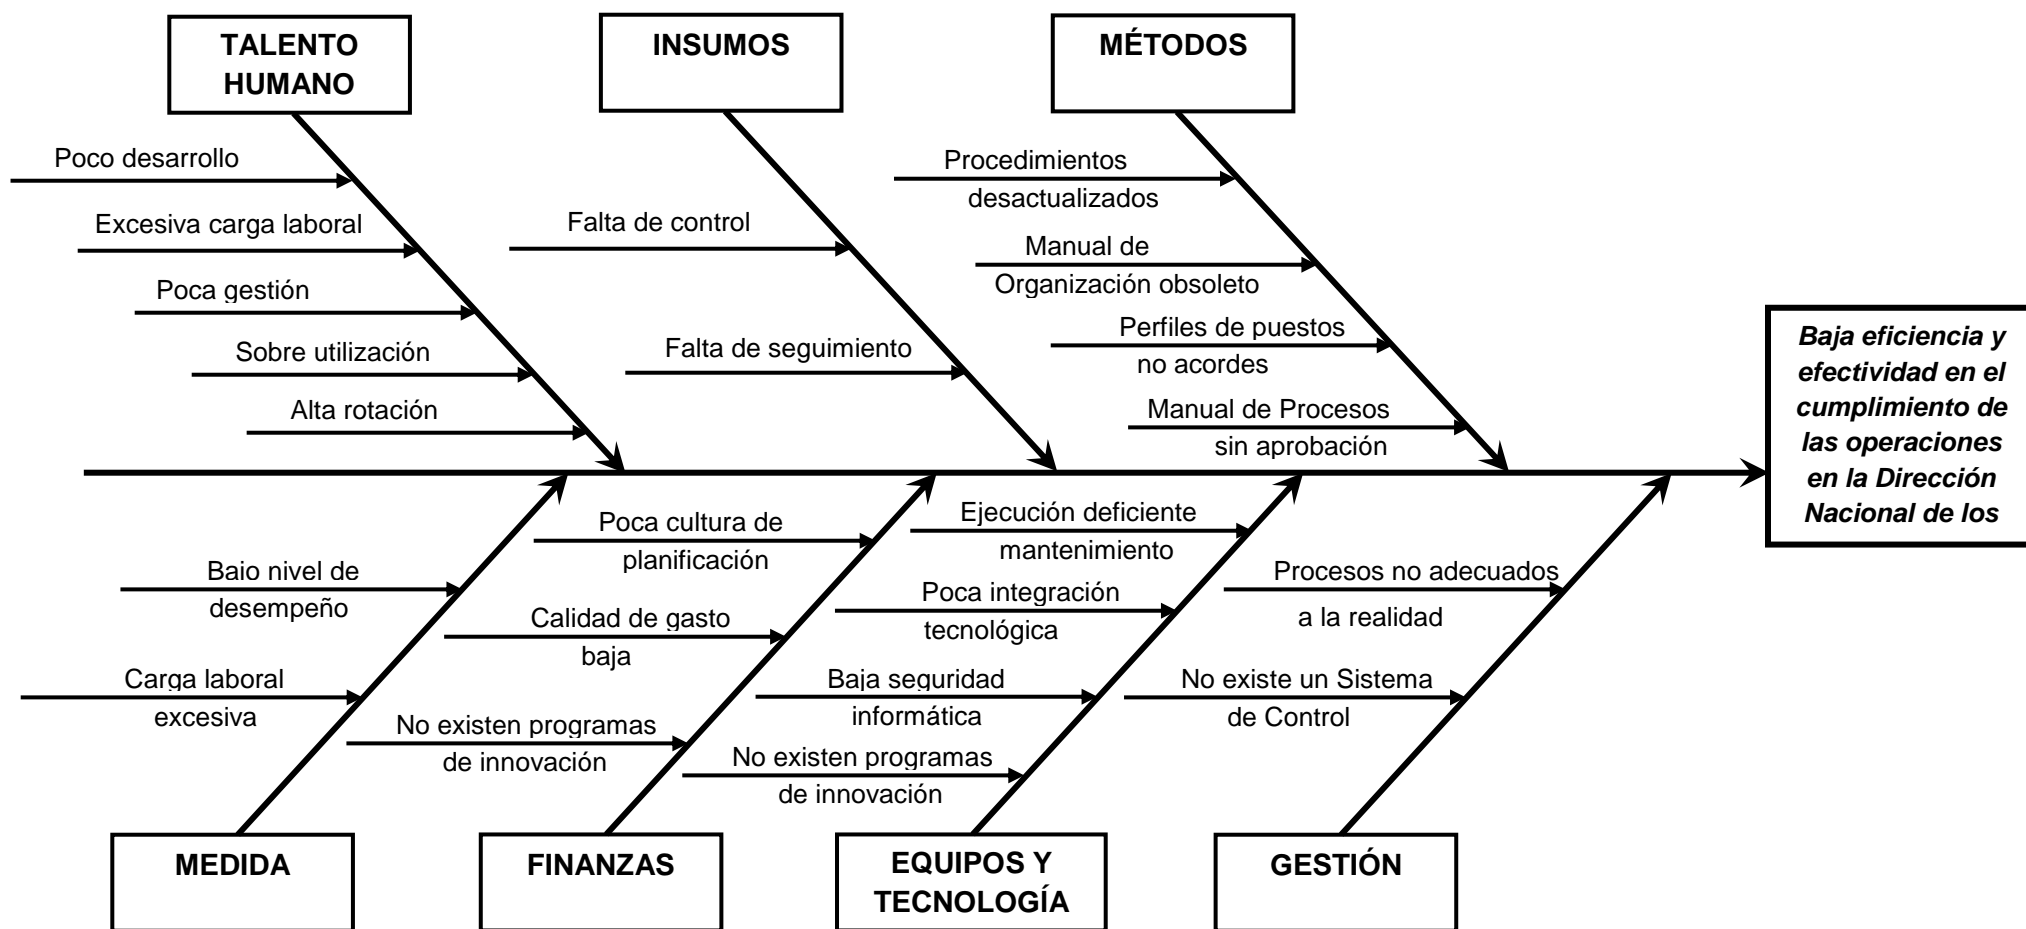 TALENTO
HUMANO
INSUMOS
MÉTODOS
Poco desarrollo
Excesiva carga laboral
Poca gestión
Sobre utilización
Alta rotación
Falta de control
Falta de seguimiento
Procedimientos
desactualizados
Manual de
Organización obsoleto
Perfiles de puestos
no acordes
Manual de Procesos
sin aprobación
Baja eficiencia y
efectividad en el
cumplimiento de
las operaciones
en la Dirección
Nacional de los
Baio nivel de
desempeño
Carga laboral
excesiva
Poca cultura de
planificación
Calidad de gasto
baja
No existen programas
de innovación
Ejecución deficiente
mantenimiento
Poca integración
tecnológica
Baja seguridad
informática
No existen programas
de innovación
Procesos no adecuados
a la realidad
No existe un Sistema
de Control
MEDIDA
FINANZAS
EQUIPOS Y
TECNOLOGÍA
GESTIÓN